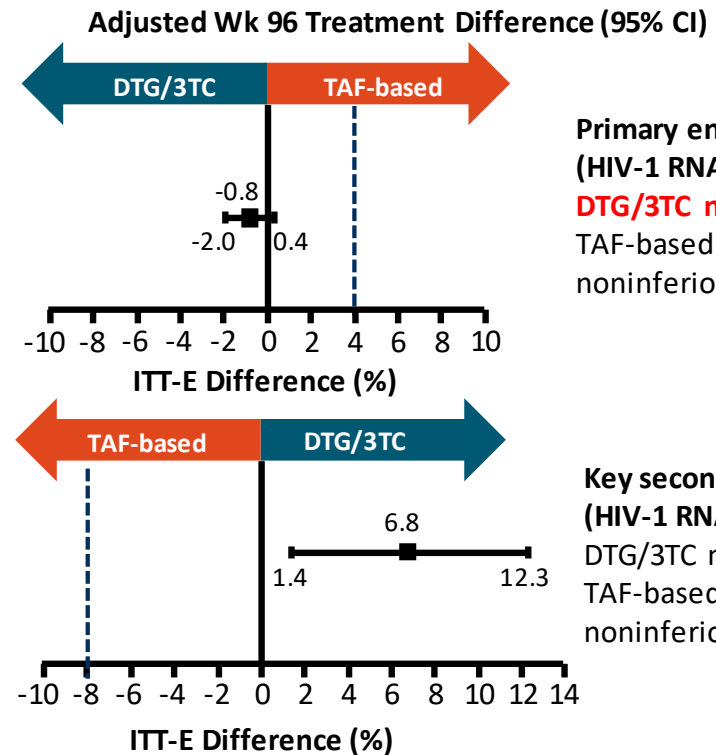 Adjusted Wk 96 Treatment Difference (95% CI)
DTG/3TC TAF-based
-0.8
-2.0 0.4
-10 -8 -6 -4 -2 0 2 4 6 8 10
ITT-E Difference (%)
Primary en
(HIV-1 RNA
DTG/3TC n
TAF-based
noninferio
TAF-based DTG/3TC
6.8
1.4 12.3
-10 -8 -6 -4 -2 0 2 4 6 8 10 12 14
ITT-E Difference (%)
Key secon
(HIV-1 RNA
DTG/3TC n
TAF-based
noninferio